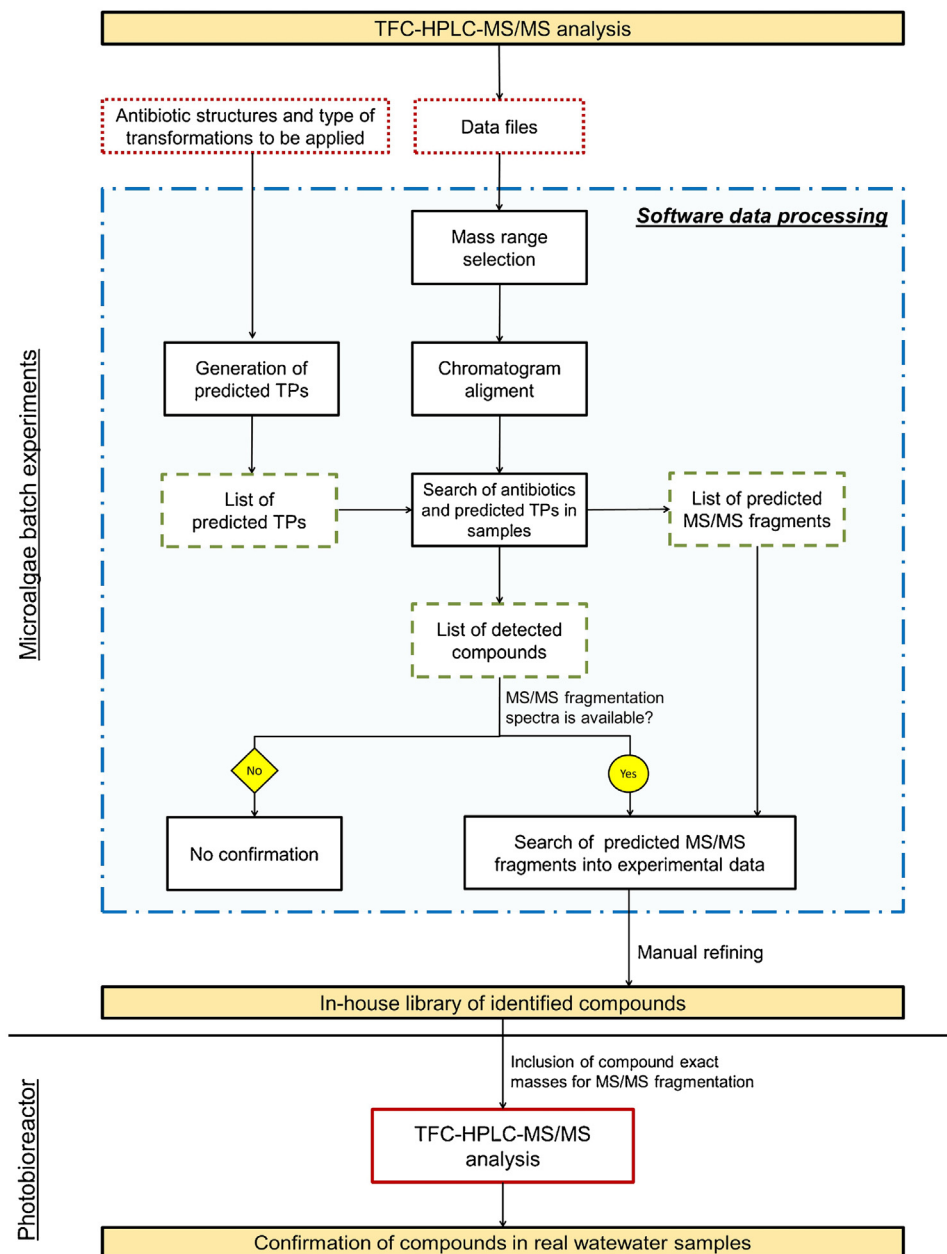 TFC-HPLC-MS/MS analysis
Antibiotic structures and type of
transformations to be applied
Data files
Software data processing
Mass range
selection
Generation of
predicted TPs
Chromatogram
aligment
List of
predicted TPs
Search of antibiotics
and predicted TPs in
samples
List of predicted
MS/MS fragments
List of detected
compounds
MS/MS fragmentation
spectra is available?
No
Yes
No confirmation
Search of predicted MS/MS
fragments into experimental data
Manual refining
In-house library of identified compounds
Microalgae batch experiments
Inclusion of compound exact
masses for MS/MS fragmentation
TFC-HPLC-MS/MS
analysis
Photobioreactor
Confirmation of compounds in real watewater samples